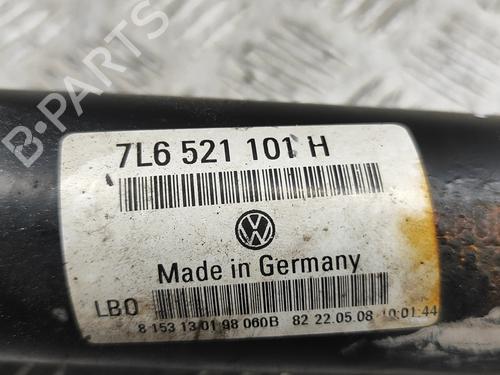 B-PARTS
7L6 521 101 H
Made in Germany
LBO
8 153 13 01 98 060B 82 22.05.08 10:01:44